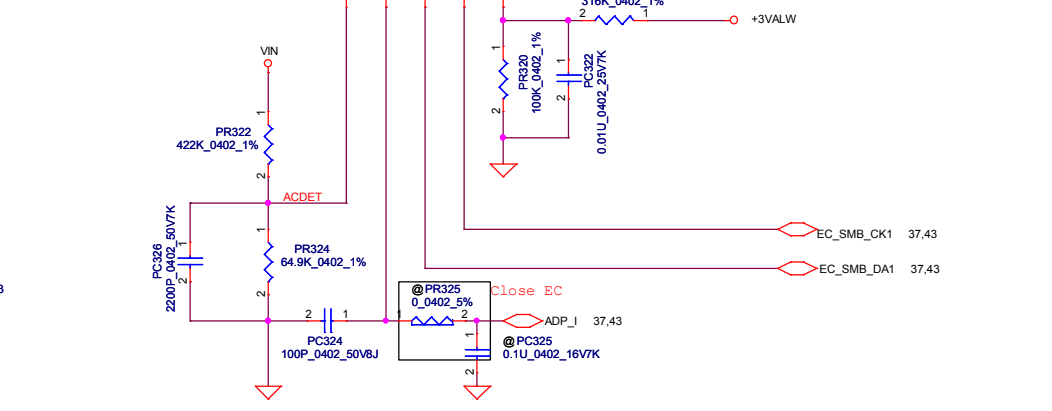 316K_0402_1%
2
1
+3VALW
VIN
1
PR320
100K_0402_1%
2
1
PC322
0.01U_0402_25V7K
2
1
PR322
422K_0402_1%
2
ACDET
PC326
2200P_0402_50V7K
1
2
1
PR324
64.9K_0402_1%
2
EC_SMB_CK1 37,43
EC_SMB_DA1 37,43
@PR325
0_0402_5%
Close EC
2
1
PC324
100P_0402_50V8J
1
2
ADP_I 37,43
1
@PC325
0.1U_0402_16V7K
2